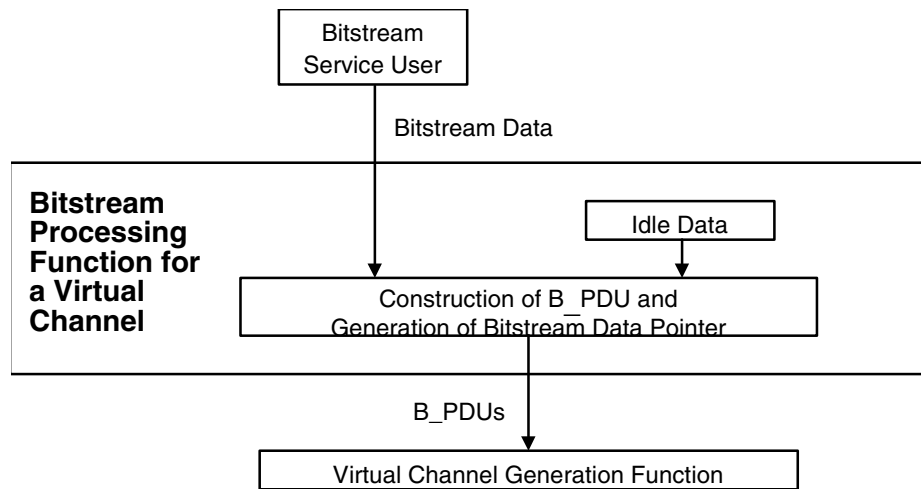 Bitstream
Service User
Bitstream Data
Bitstream
Processing
Function for
a Virtual
Channel
Idle Data
Construction of B_PDU and
Generation of Bitstream Data Pointer
B_PDUs
Virtual Channel Generation Function